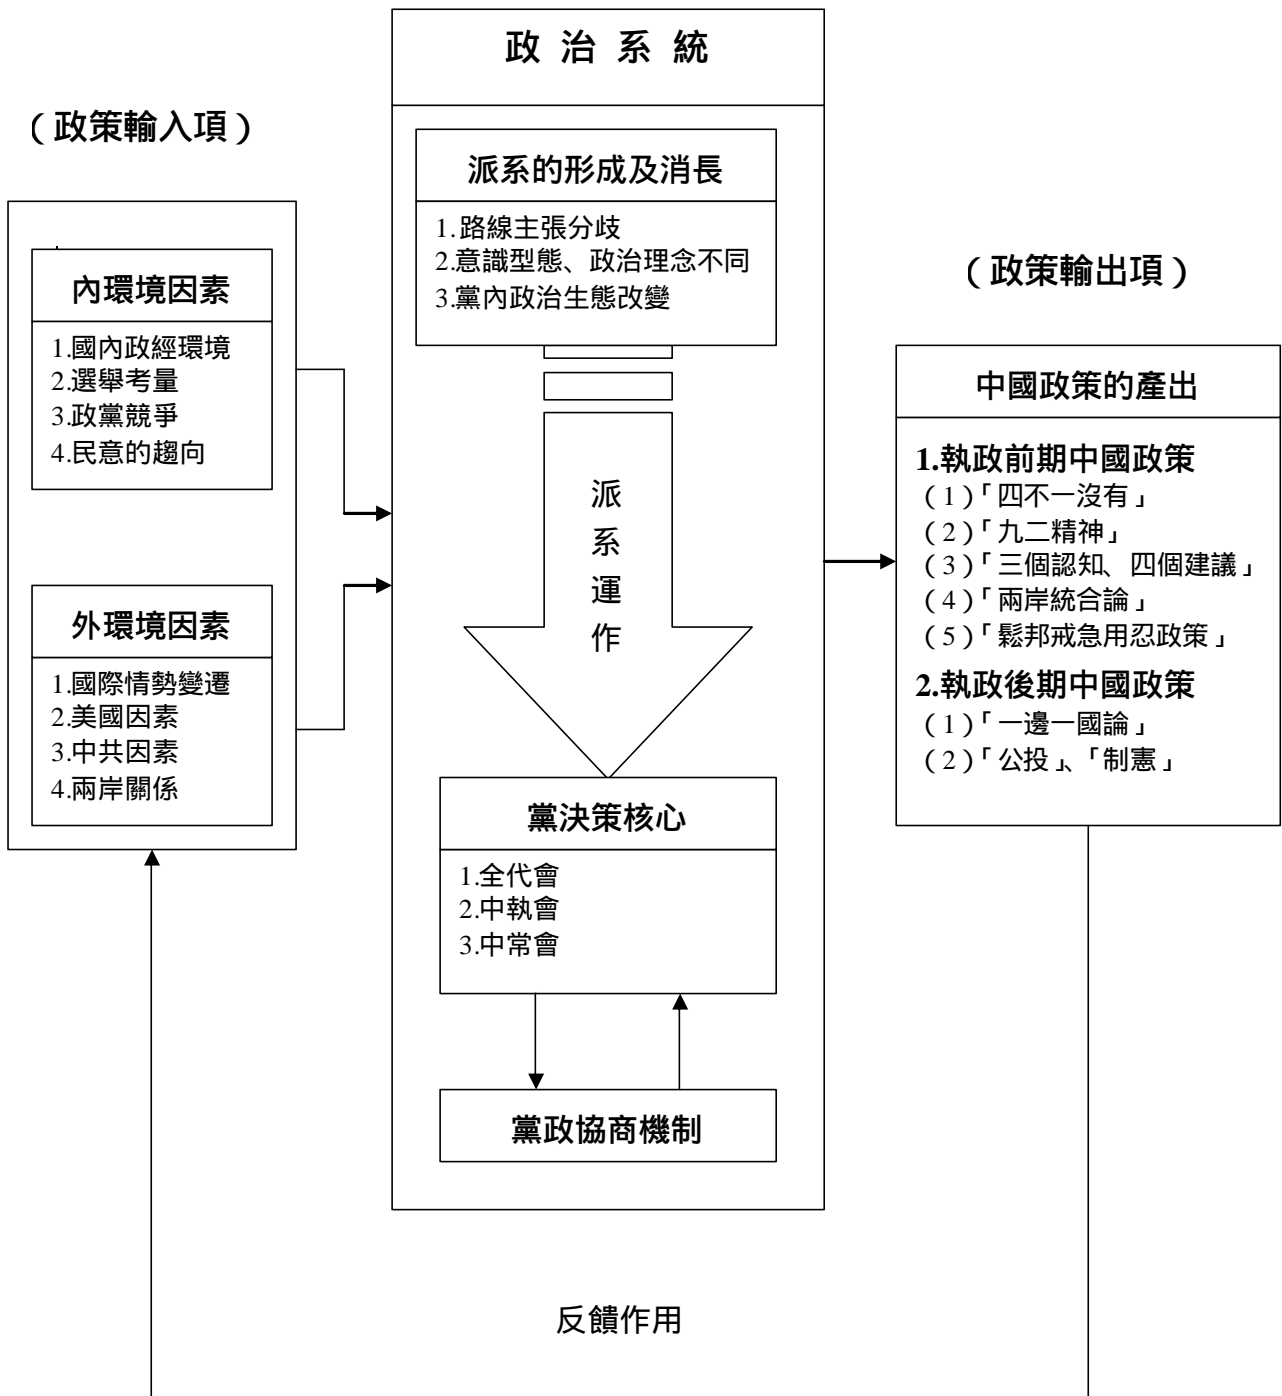 政治系統
（政策輸入項）
派系的形成及消長
1.路線主張分歧
2.意識型態、政治理念不同
3.黨內政治生態改變
內環境因素
1.國內政經環境
2.選舉考量
3.政黨競爭
4.民意的趨向
外環境因素
1.國際情勢變遷
2.美國因素
3.中共因素
4.兩岸關係
派
系
運
作
黨決策核心
1.全代會
2.中執會
3.中常會
黨政協商機制
（政策輸出項）
中國政策的產出
1.執政前期中國政策
（1）「四不一沒有」
（2）「九二精神」
（3）「三個認知、四個建議」
（4）「兩岸統合論」
（5）「鬆邦戒急用忍政策」
2.執政後期中國政策
（1）「一邊一國論」
（2）「公投」、「制憲」
反饋作用